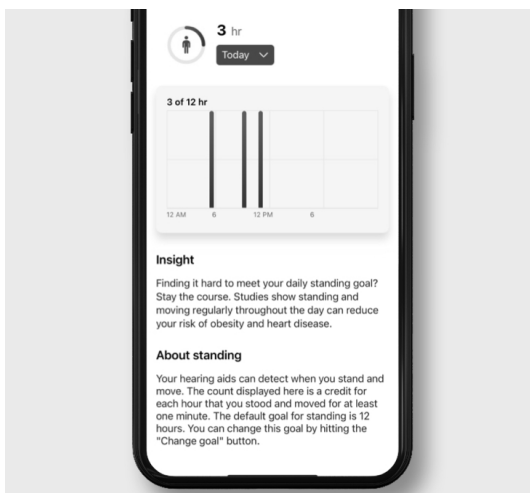 3 hr
Today
3 of 12 hr
12 AM 6 12 PM 6
Insight
Finding it hard to meet your daily standing goal?
Stay the course. Studies show standing and
moving regularly throughout the day can reduce
your risk of obesity and heart disease.
About standing
Your hearing aids can detect when you stand and
move. The count displayed here is a credit for
each hour that you stood and moved for at least
one minute. The default goal for standing is 12
hours. You can change this goal by hitting the
"Change goal" button.